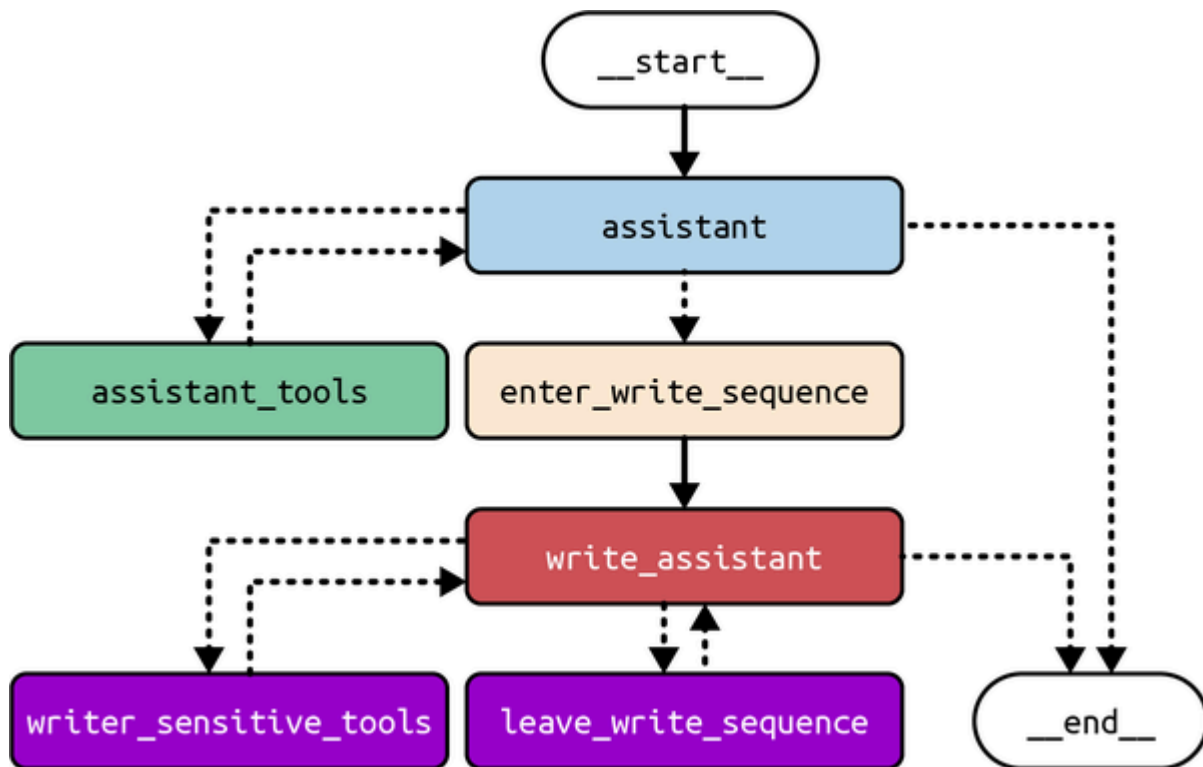 __start__
assistant
assistant_tools
enter_write_sequence
write_assistant
writer_sensitive_tools
leave_write_sequence
__end__